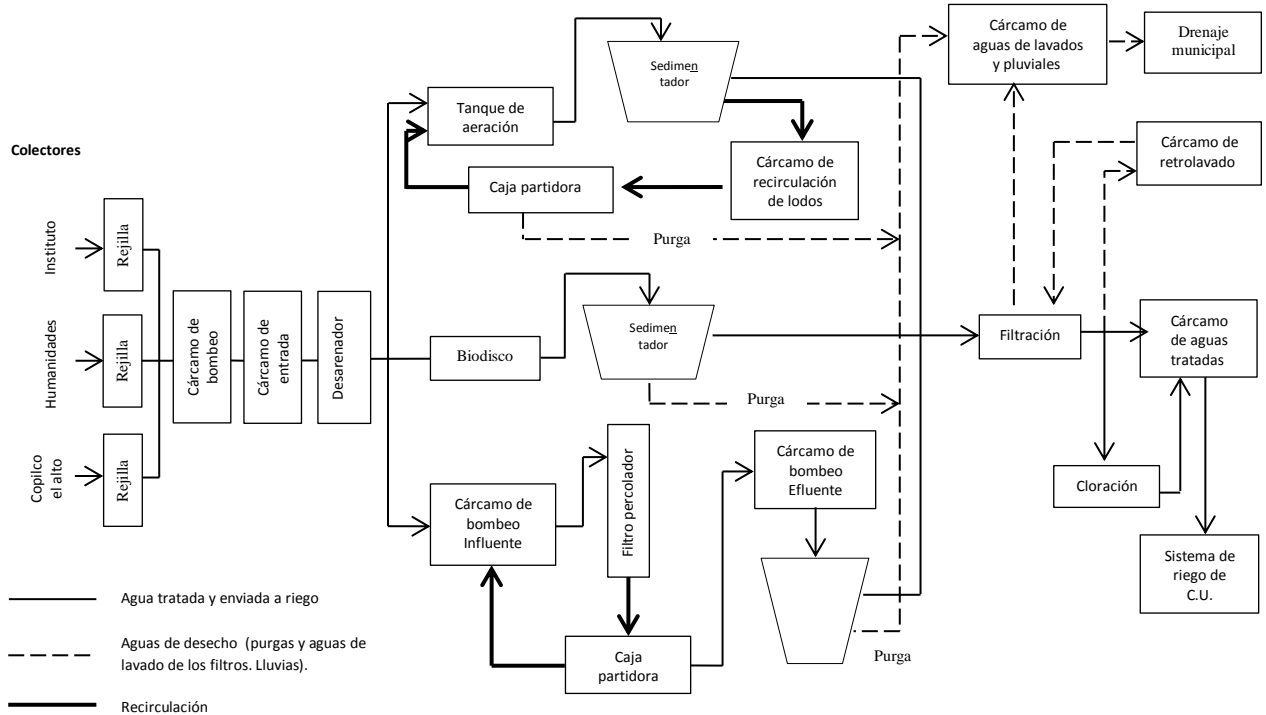 Colectores
Instituto
Rejilla
Humanidades
Rejilla
Copilco
el alto
Rejilla
Cárcamo de
bombeo
Cárcamo de
entrada
Desarenador
Tanque de
aeración
Sedimen
tador
Caja partidora
Cárcamo de
recirculación
de lodos
Purga
Biodisco
Sedimen
tador
Purga
Cárcamo de
bombeo
Influente
Filtro percolador
Caja
partidora
Cárcamo de
bombeo
Efluente
Purga
Cárcamo de
aguas de lavados
y pluviales
Drenaje
municipal
Cárcamo de
retrolavado
Filtración
Cárcamo
de aguas
tratadas
Cloración
Sistema de
riego de
C.U.
Agua tratada y enviada a riego
Aguas de desecho (purgas y aguas de
lavado de los filtros. Lluvias).
Recirculación